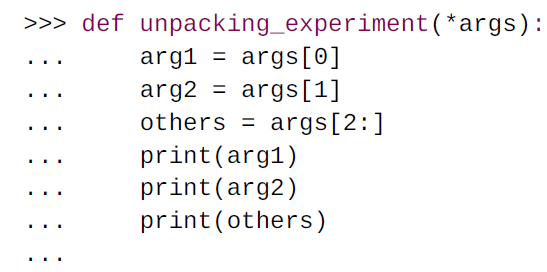 >>> def unpacking_experiment(*args):
...     arg1 = args[0]
...     arg2 = args[1]
...     others = args[2:]
...     print(arg1)
...     print(arg2)
...     print(others)
...